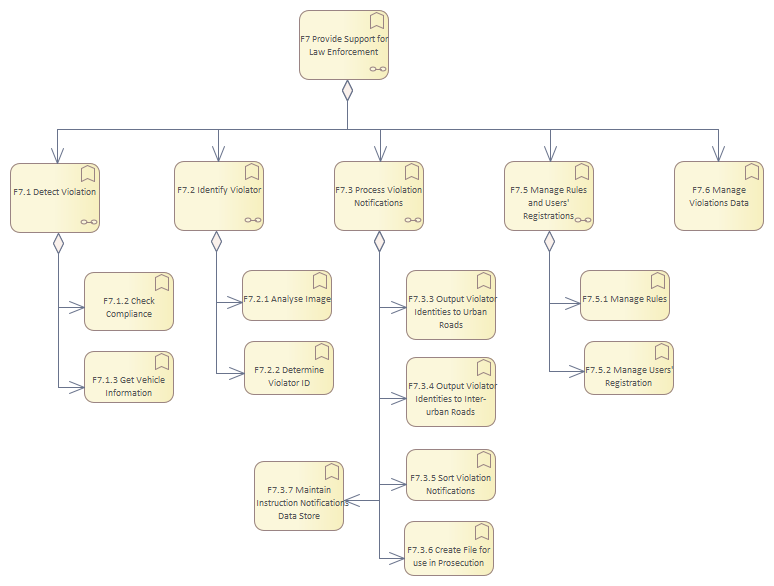 F7 Provide Support for
Law Enforcement
F7.1 Detect Violation
F7.2 Identify Violator
F7.3 Process Violation
Notifications
F7.5 Manage Rules
and Users'
Registrations
F7.6 Manage
Violations Data
F7.1.2 Check
Compliance
F7.1.3 Get Vehicle
Information
F7.2.1 Analyse Image
F7.2.2 Determine
Violator ID
F7.3.3 Output Violator
Identities to Urban
Roads
F7.3.4 Output Violator
Identities to Inter-
urban Roads
F7.3.5 Sort Violation
Notifications
F7.3.6 Create File for
use in Prosecution
F7.3.7 Maintain
Instruction Notifications
Data Store
F7.5.1 Manage Rules
F7.5.2 Manage Users'
Registration